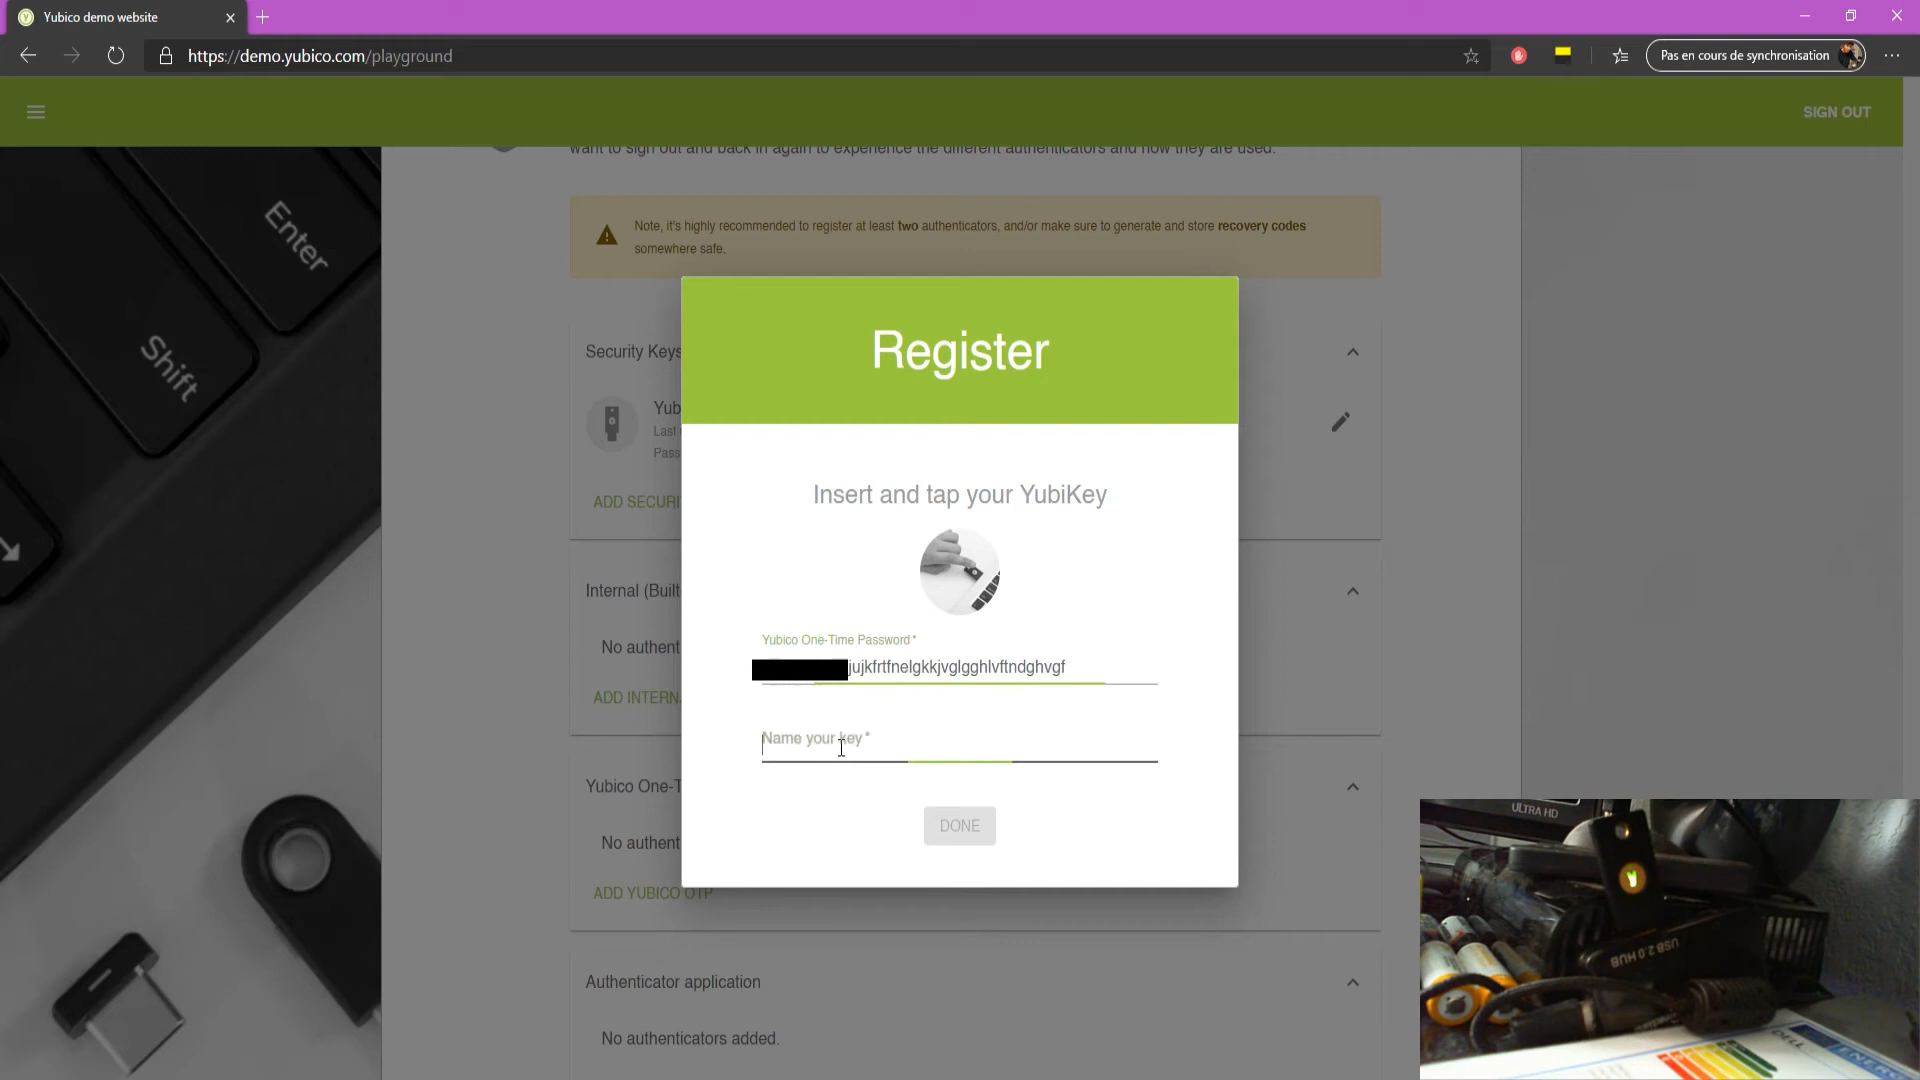 Yubico demo website
https://demo.yubico.com/playground
Pas en cours de synchronisation
SIGN OUT
want to sign out and back in again to experience the different authenticators and how they are used.
Note, it's highly recommended to register at least two authenticators, and/or make sure to generate and store recovery codes
somewhere safe.
Enter
Shift
Security Keys
Yub
Last
Pass
ADD SECURI
Internal (Built
No authent
ADD INTERN
Yubico One-T
No authent
ADD YUBICO OTP
Authenticator application
No authenticators added.
Register
Insert and tap your YubiKey
Yubico One-Time Password *
jujkfrtfnelgkkjvglgghlvftndghvgf
Name your key *
DONE
ULTRA HD
USB 2.0 HUB
DELL
ENERG